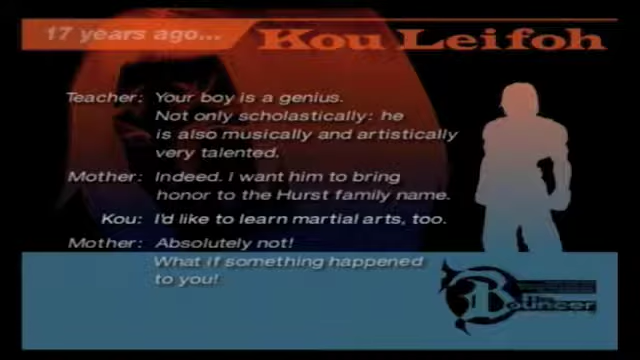 17 years ago...
Kou Leifoh
Teacher: Your boy is a genius.
Not only scholastically: he
is also musically and artistically
very talented.
Mother: Indeed. I want him to bring
honor to the Hurst family name.
Kou: I'd like to learn martial arts, too.
Mother: Absolutely not!
What if something happened
to you!
Bouncer